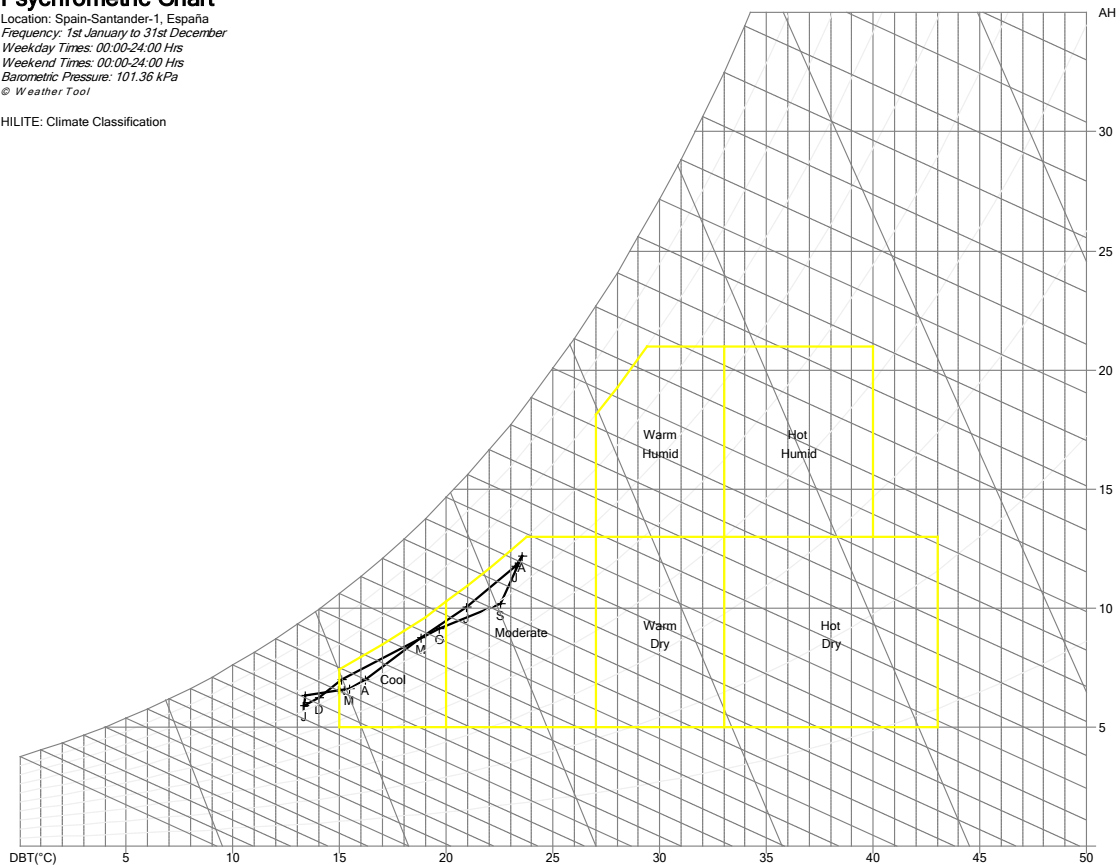 Psychrometric Chart
Location: Spain-Santander-1, España
Frequency: 1st January to 31st December
Weekday Times: 00:00-24:00 Hrs
Weekend Times: 00:00-24:00 Hrs
Barometric Pressure: 101.36 kPa
© Weather Tool
HILITE: Climate Classification
AH
30
25
20
Warm
Humid
Hot
Humid
15
A
J
10
S
J
O
M
Moderate
Warm
Dry
Hot
Dry
Cool
A
M
D
J
5
DBT(°C)
5
10
15
20
25
30
35
40
45
50